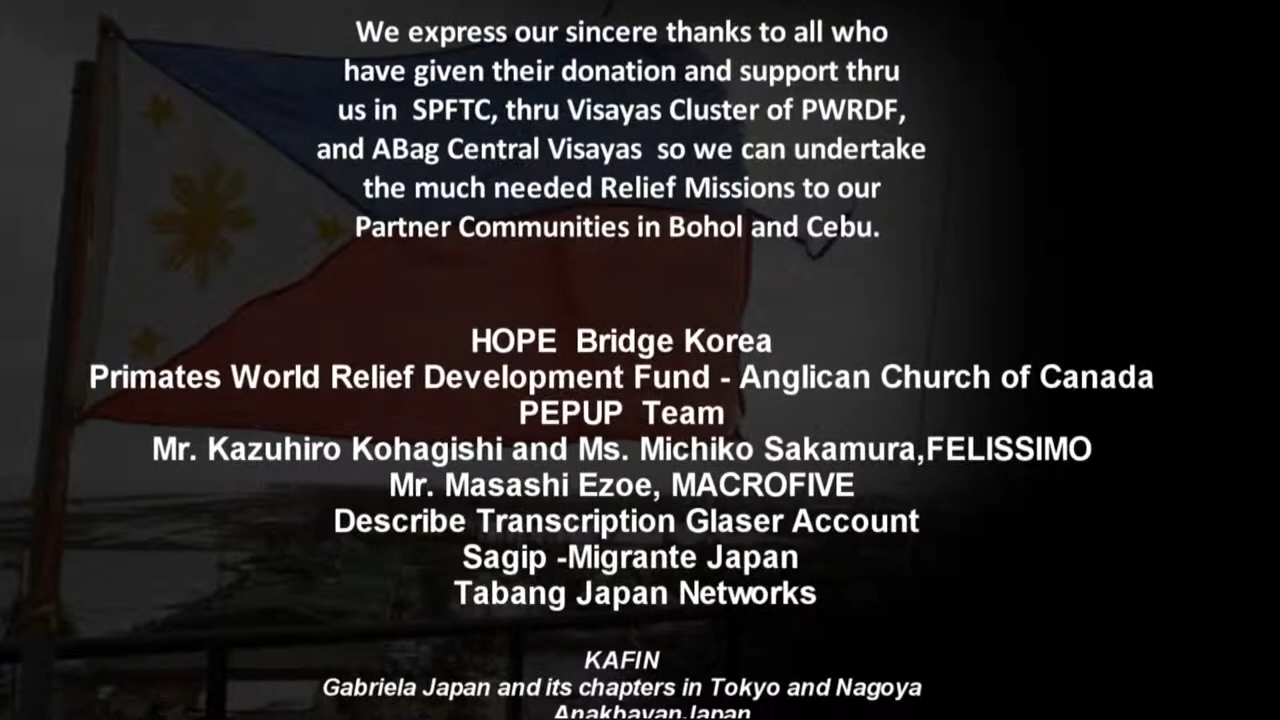 We express our sincere thanks to all who
have given their donation and support thru
us in  SPFTC, thru Visayas Cluster of PWRDF,
and ABag Central Visayas  so we can undertake
the much needed Relief Missions to our
Partner Communities in Bohol and Cebu.
HOPE  Bridge Korea
Primates World Relief Development Fund - Anglican Church of Canada
PEPUP  Team
Mr. Kazuhiro Kohagishi and Ms. Michiko Sakamura,FELISSIMO
Mr. Masashi Ezoe, MACROFIVE
Describe Transcription Glaser Account
Sagip -Migrante Japan
Tabang Japan Networks
KAFIN
Gabriela Japan and its chapters in Tokyo and Nagoya
Anakbayan Japan